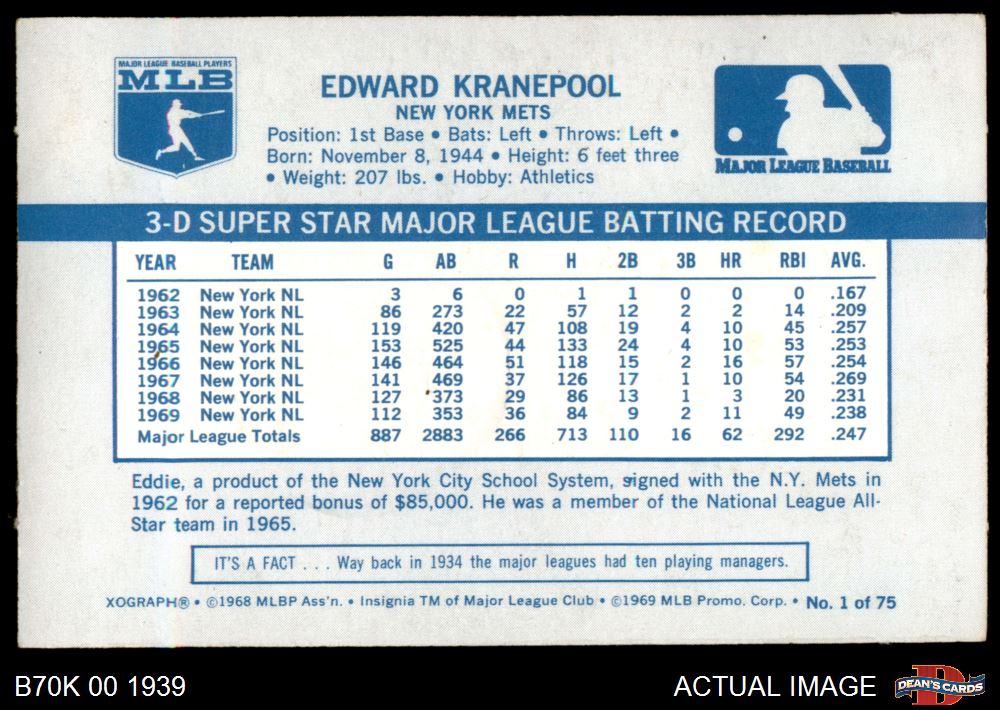 MAJOR LEAGUE BASEBALL PLAYERS
MLB
EDWARD KRANEPOOL
NEW YORK METS
Position: 1st Base • Bats: Left • Throws: Left •
Born: November 8, 1944 • Height: 6 feet three
• Weight: 207 lbs. • Hobby: Athletics
MAJOR LEAGUE BASEBALL
3-D SUPER STAR MAJOR LEAGUE BATTING RECORD
YEAR TEAM G AB R H 2B 3B HR RBI AVG.
1962 New York NL 3 6 0 1 1 0 0 0 .167
1963 New York NL 86 273 22 57 12 2 2 14 .209
1964 New York NL 119 420 47 108 19 4 10 45 .257
1965 New York NL 153 525 44 133 24 4 10 53 .253
1966 New York NL 146 464 51 118 15 2 16 57 .254
1967 New York NL 141 469 37 126 17 1 10 54 .269
1968 New York NL 127 373 29 86 13 1 3 20 .231
1969 New York NL 112 353 36 84 9 2 11 49 .238
Major League Totals 887 2883 266 713 110 16 62 292 .247
Eddie, a product of the New York City School System, signed with the N.Y. Mets in
1962 for a reported bonus of $85,000. He was a member of the National League All-
Star team in 1965.
IT'S A FACT . . . Way back in 1934 the major leagues had ten playing managers.
XOGRAPH® • ©1968 MLBP Ass'n. • Insignia TM of Major League Club • ©1969 MLB Promo. Corp. • No. 1 of 75
B70K 00 1939
ACTUAL IMAGE
D
DEAN'S CARDS